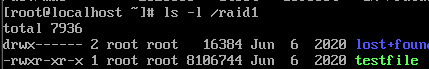 [root@localhost ~]# ls -l /raid1
total 7936
drwx------ 2 root root 16384 Jun 6 2020 lost+foun
-rwxr-xr-x 1 root root 8106744 Jun 6 2020 testfile